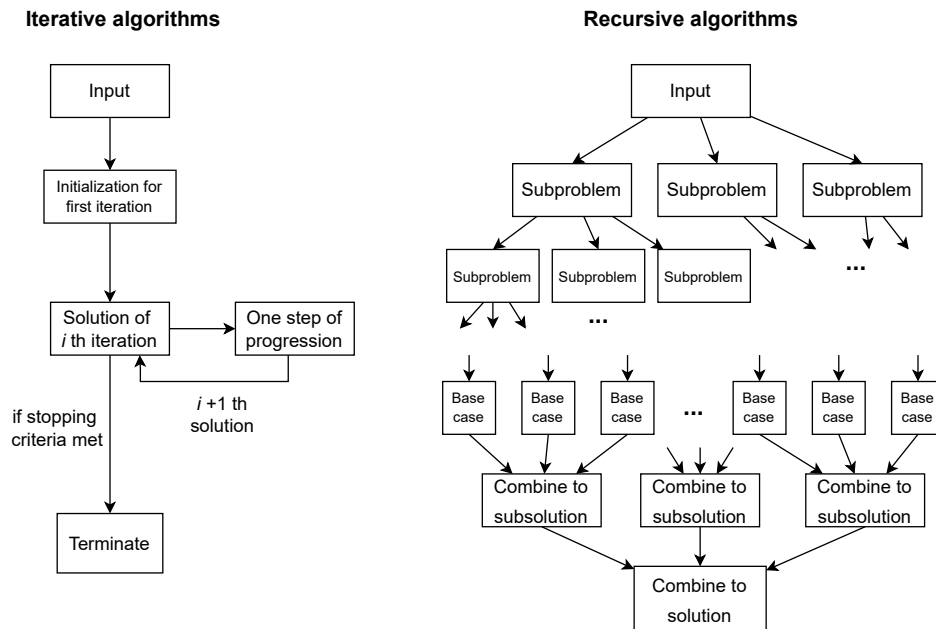 Iterative algorithms
Input
Initialization for
first iteration
Solution of
i th iteration
One step of
progression
i +1 th
solution
if stopping
criteria met
Terminate
Recursive algorithms
Input
Subproblem
Subproblem
Subproblem
...
Subproblem
Subproblem
Subproblem
...
Base
case
Base
case
Base
case
...
Base
case
Base
case
Base
case
Combine to
subsolution
Combine to
subsolution
Combine to
subsolution
Combine to
solution